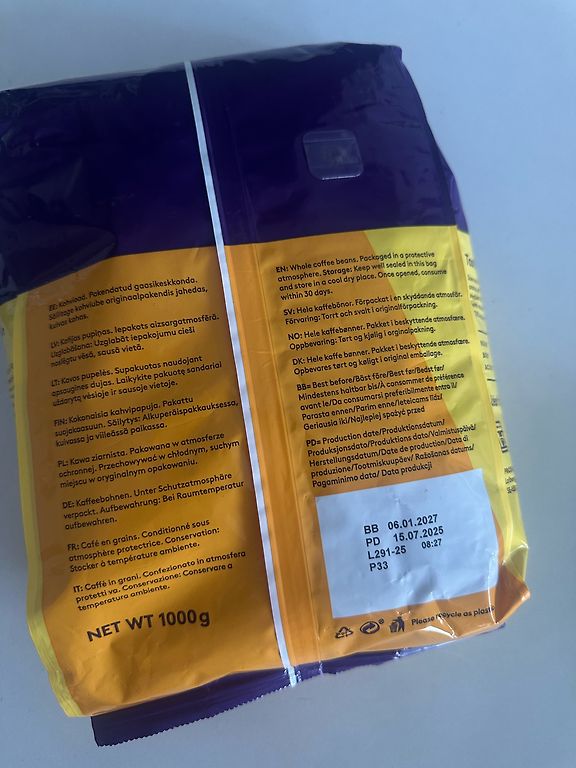 EE: Kohvioad. Pakendatud gaasikeskkonda.
Säilitage kohviube originaalpakendis jahedas,
kuivas kohas.
LV: Kafijas pupiņas. Iepakots aizsargatmosfērā.
Uzglabāšana: Uzglabāt iepakojumu cieši
noslēgtu vēsā, sausā vietā.
LT: Kavos pupelės. Supakuotas naudojant
apsaugines dujas. Laikykite pakuotę sandariai
uždarytą vėsioje ir sausoje vietoje.
FIN: Kokonaisia kahvipapuja. Pakattu
suojakaasuun. Säilytys: Alkuperäispakkauksessa,
kuivassa ja viileässä paikassa.
PL: Kawa ziarnista. Pakowana w atmosferze
ochronnej. Przechowywać w chłodnym, suchym
miejscu w oryginalnym opakowaniu.
DE: Kaffeebohnen. Unter Schutzatmosphäre
verpackt. Aufbewahrung: Bei Raumtemperatur
aufbewahren.
FR: Café en grains. Conditionné sous
atmosphère protectrice. Conservation:
Stocker à température ambiante.
IT: Caffè in grani. Confezionato in atmosfera
protetti va. Conservazione: Conservare a
temperatura ambiante.
NET WT 1000g
EN: Whole coffee beans. Packaged in a protective
atmosphere. Storage: Keep well sealed in this bag
and store in a cool dry place. Once opened, consume
within 30 days.
SV: Hela kaffebönor. Förpackat i en skyddande atmosfär.
Förvaring: Torrt och svalt i originalförpackning.
NO: Hele kaffebønner. Pakket i beskyttende atmosfære.
Oppbevaring: Tørt og kjølig i orginalpakning.
DK: Hele kaffe bønner. Pakket i beskyttende atmosfære.
Opbevares tørt og køligt i original emballage.
BB= Best before/Bäst före/Best før/Bedst før/
Mindestens haltbar bis/À consommer de préférence
avant le/Da consumarsi preferibilmente entro il/
Parasta ennen/Parim enne/Ieteicams līdz/
Geriausia iki/Najlepiej spożyć przed
PD= Production date/Produktionsdatum/
Produksjonsdato/Produktions dato/Valmistuspäivä/
Herstellungsdatum/Date de production/Data di
produzione/Tootmiskuupäev/ Ražošanas datums/
Pagaminimo data/ Data produkcji
BB 06.01.2027
PD 15.07.2025
L291-25 08:27
P33
Please recycle as plastic